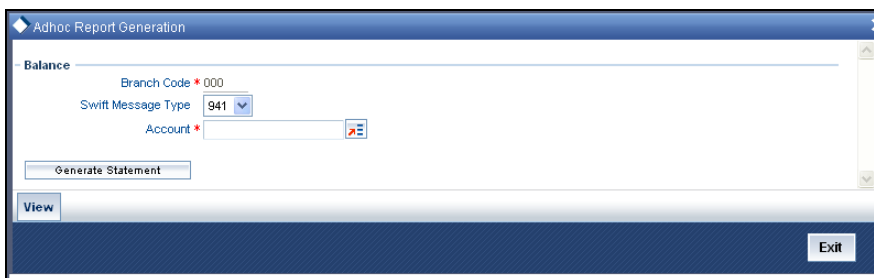 Adhoc Report Generation
Balance
Branch Code * 000
Swift Message Type 941
Account *
Generate Statement
View
Exit